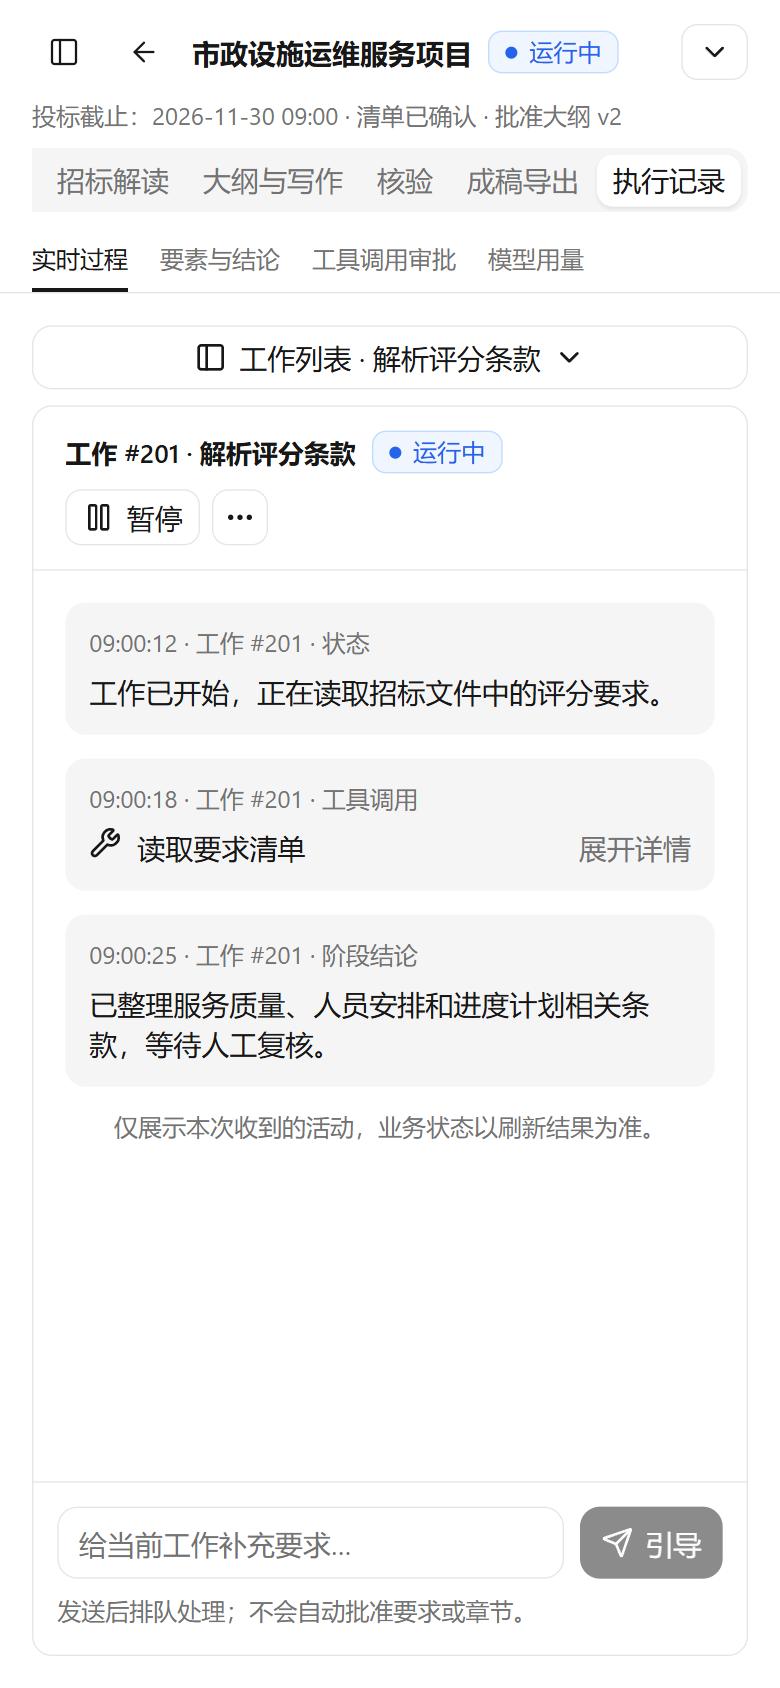 市政设施运维服务项目 运行中
投标截止：2026-11-30 09:00 · 清单已确认 · 批准大纲 v2
招标解读 大纲与写作 核验 成稿导出 执行记录
实时过程 要素与结论 工具调用审批 模型用量
工作列表 · 解析评分条款
工作 #201 · 解析评分条款 运行中
暂停
09:00:12 · 工作 #201 · 状态
工作已开始，正在读取招标文件中的评分要求。
09:00:18 · 工作 #201 · 工具调用
读取要求清单 展开详情
09:00:25 · 工作 #201 · 阶段结论
已整理服务质量、人员安排和进度计划相关条
款，等待人工复核。
仅展示本次收到的活动，业务状态以刷新结果为准。
给当前工作补充要求... 引导
发送后排队处理；不会自动批准要求或章节。